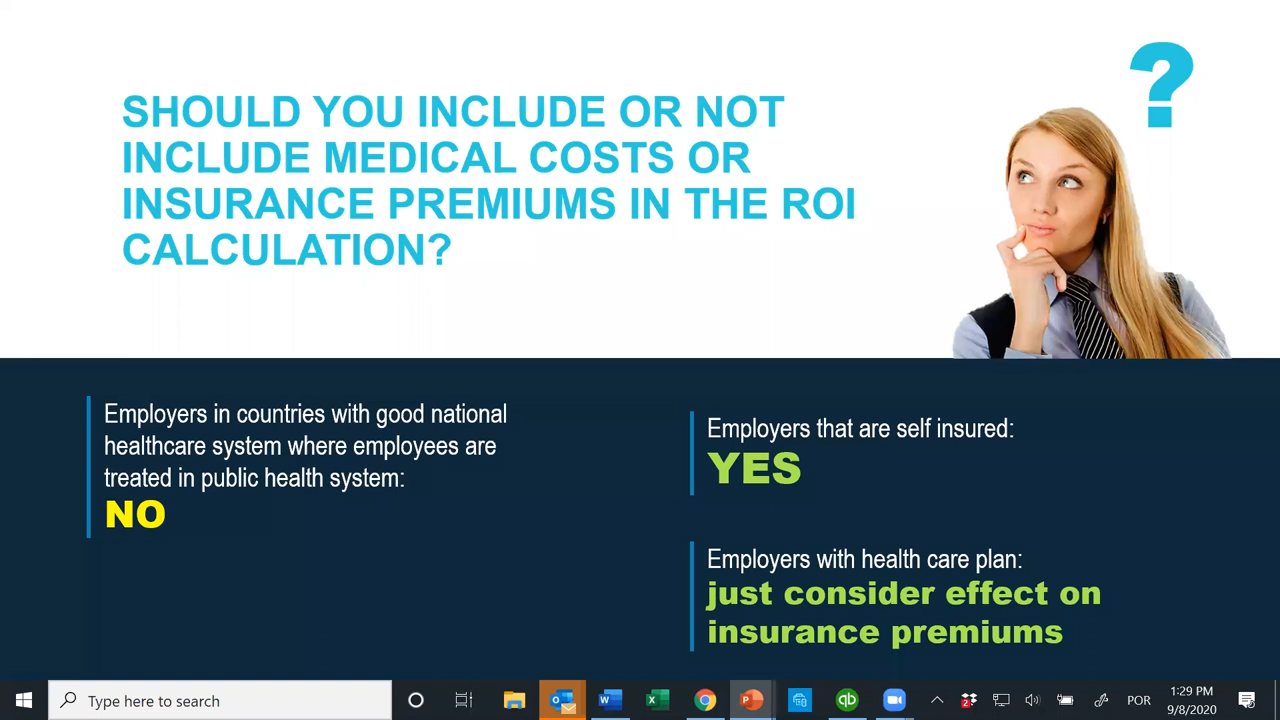 ?
SHOULD YOU INCLUDE OR NOT
INCLUDE MEDICAL COSTS OR
INSURANCE PREMIUMS IN THE ROI
CALCULATION?
Employers in countries with good national
healthcare system where employees are
treated in public health system:
NO
Employers that are self insured:
YES
Employers with health care plan:
just consider effect on
insurance premiums
Type here to search
POR
1:29 PM
9/8/2020